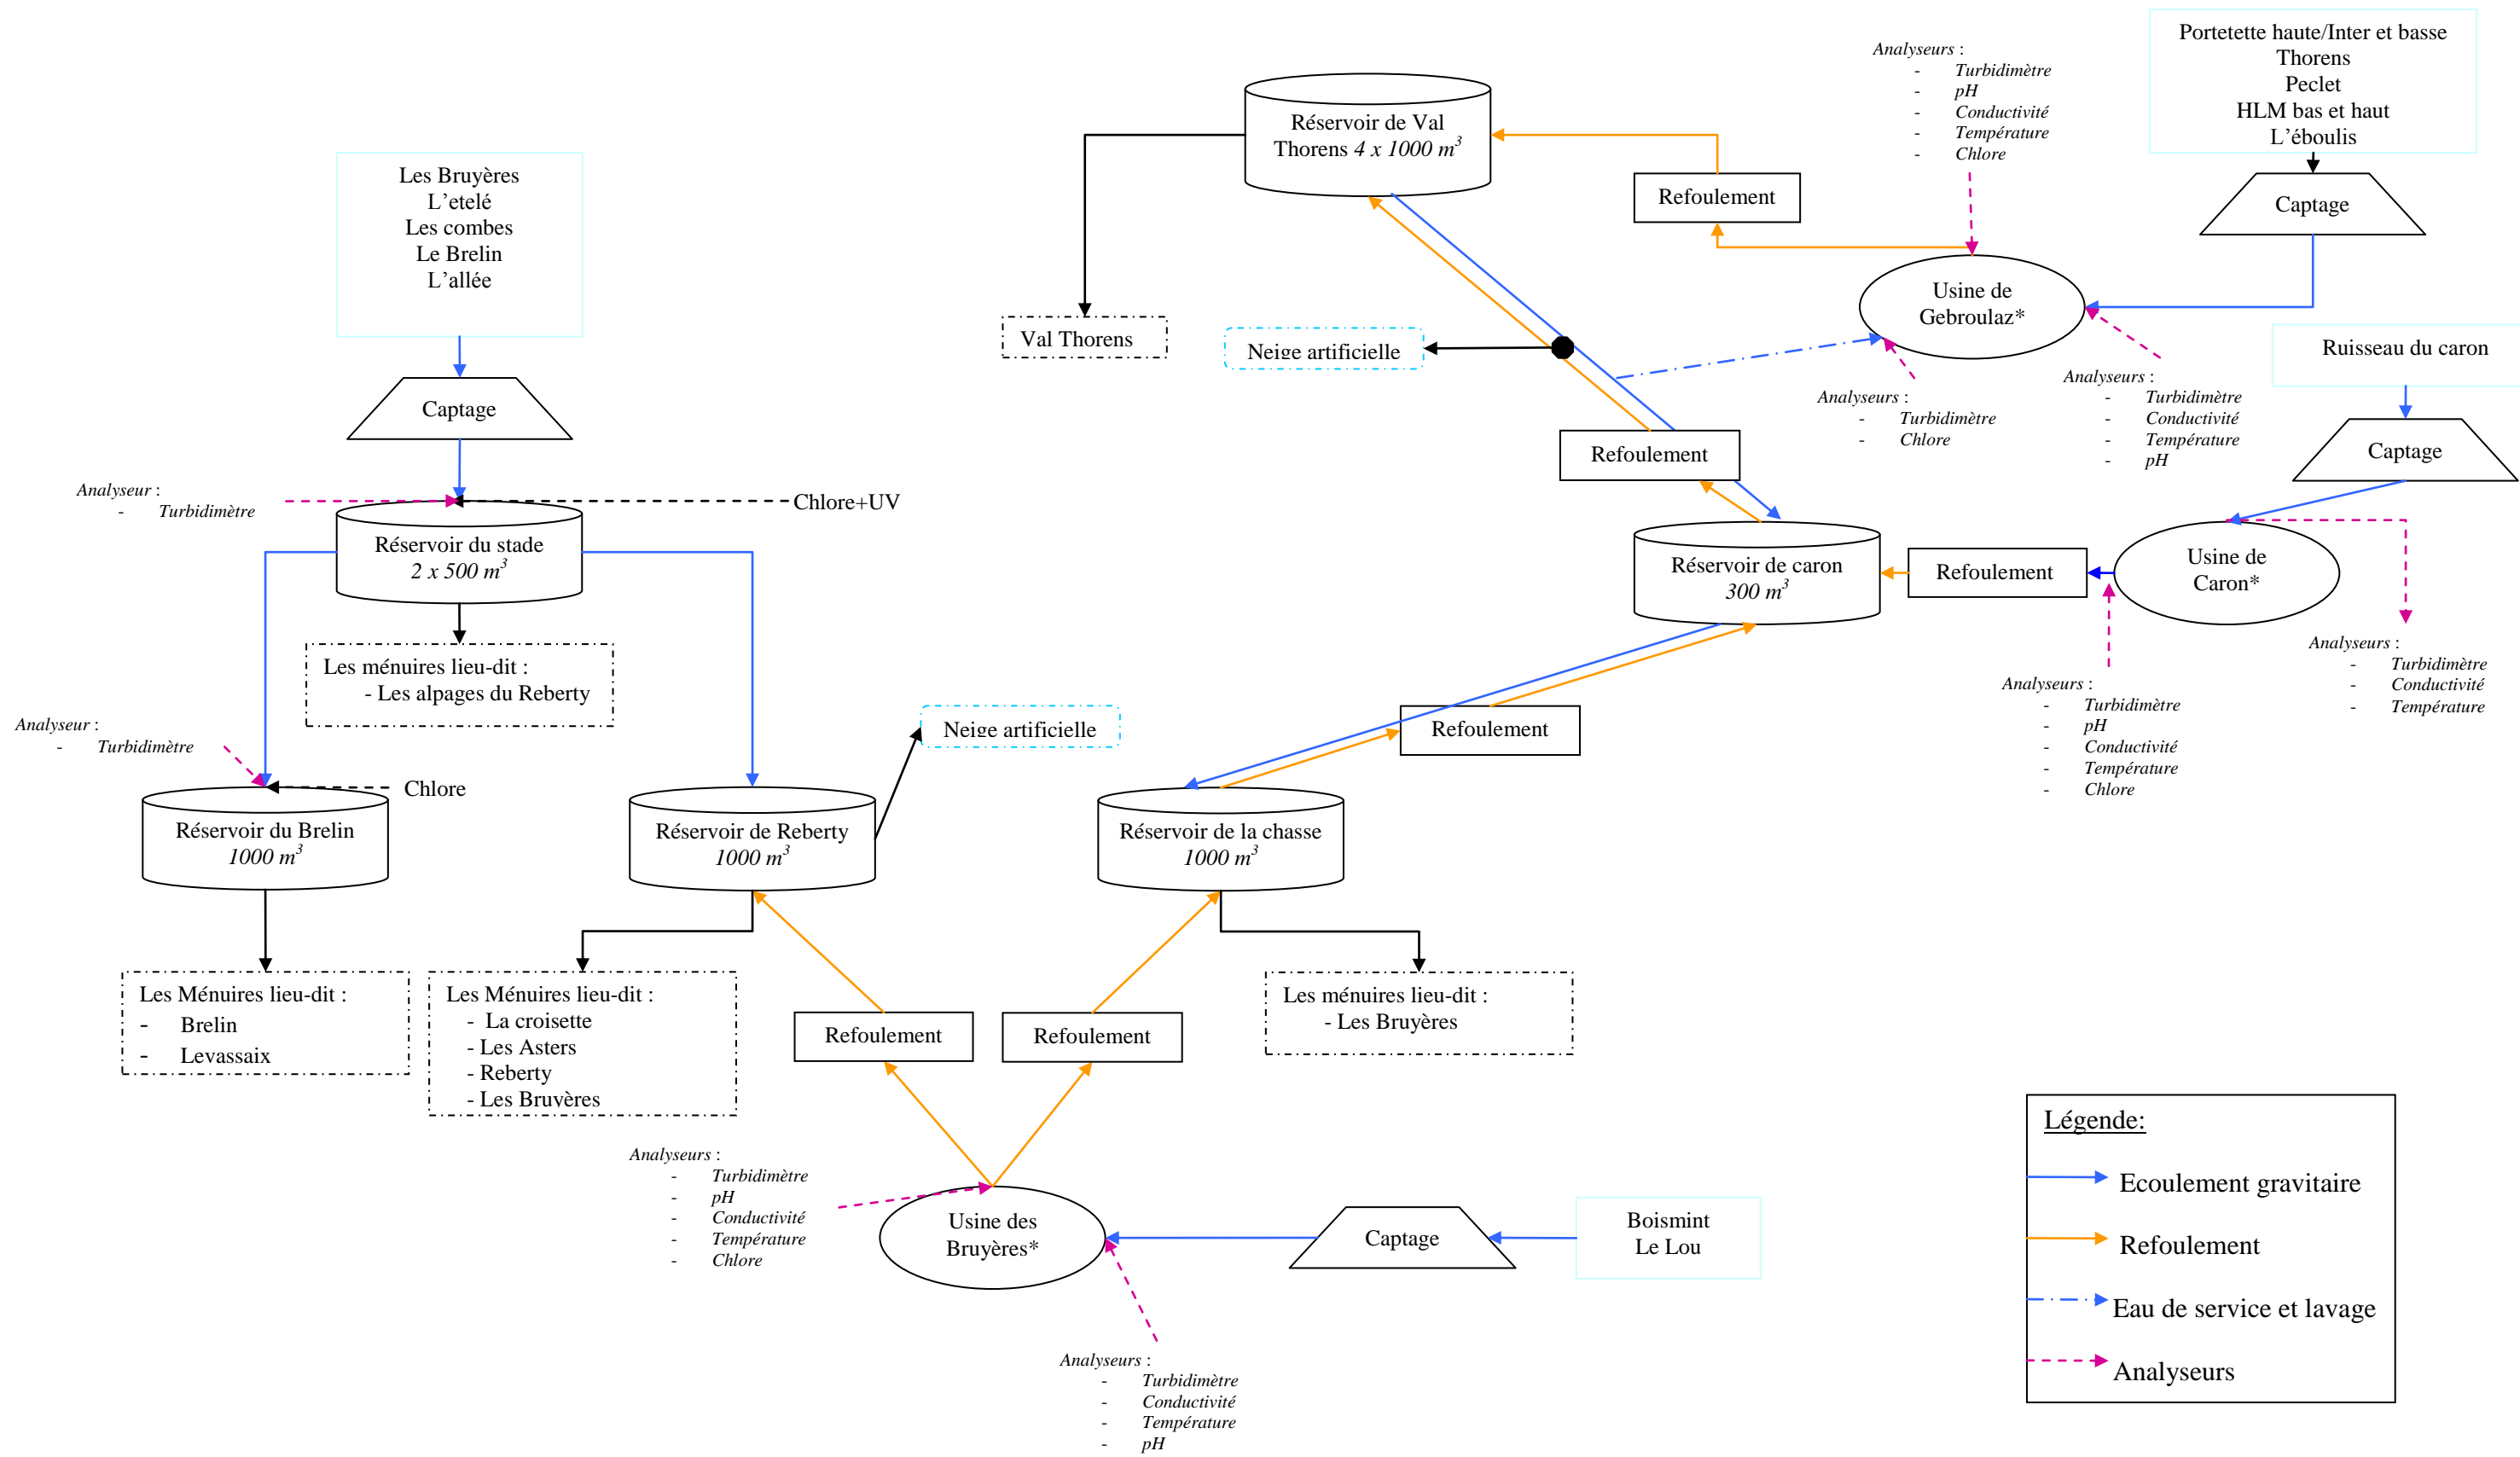 Portetette haute/Inter et basse
Thorens
Peclet
HLM bas et haut
L'éboulis
Analyseurs :
- Turbidimètre
- pH
- Conductivité
- Température
- Chlore
Réservoir de Val
Thorens 4 x 1000 m³
Refoulement
Captage
Les Bruyères
L'etelé
Les combes
Le Brelin
L'allée
Usine de
Gebroulaz*
Val Thorens
Neige artificielle
Ruisseau du caron
Analyseurs :
- Turbidimètre
- Chlore
Analyseurs :
- Turbidimètre
- Conductivité
- Température
- pH
Captage
Captage
Refoulement
Analyseur :
- Turbidimètre
Chlore+UV
Réservoir du stade
2 x 500 m³
Réservoir de caron
300 m³
Refoulement
Usine de
Caron*
Les ménuires lieu-dit :
- Les alpages du Reberty
Analyseurs :
- Turbidimètre
- Conductivité
- Température
Analyseurs :
- Turbidimètre
- pH
- Conductivité
- Température
- Chlore
Analyseur :
- Turbidimètre
Neige artificielle
Refoulement
Chlore
Réservoir du Brelin
1000 m³
Réservoir de Reberty
1000 m³
Réservoir de la chasse
1000 m³
Les Ménuires lieu-dit :
- Brelin
- Levassaix
Les Ménuires lieu-dit :
- La croisette
- Les Asters
- Reberty
- Les Bruyères
Refoulement
Refoulement
Les ménuires lieu-dit :
- Les Bruyères
Analyseurs :
- Turbidimètre
- pH
- Conductivité
- Température
- Chlore
Usine des
Bruyères*
Captage
Boismint
Le Lou
Analyseurs :
- Turbidimètre
- Conductivité
- Température
- pH
Légende:
Ecoulement gravitaire
Refoulement
Eau de service et lavage
Analyseurs